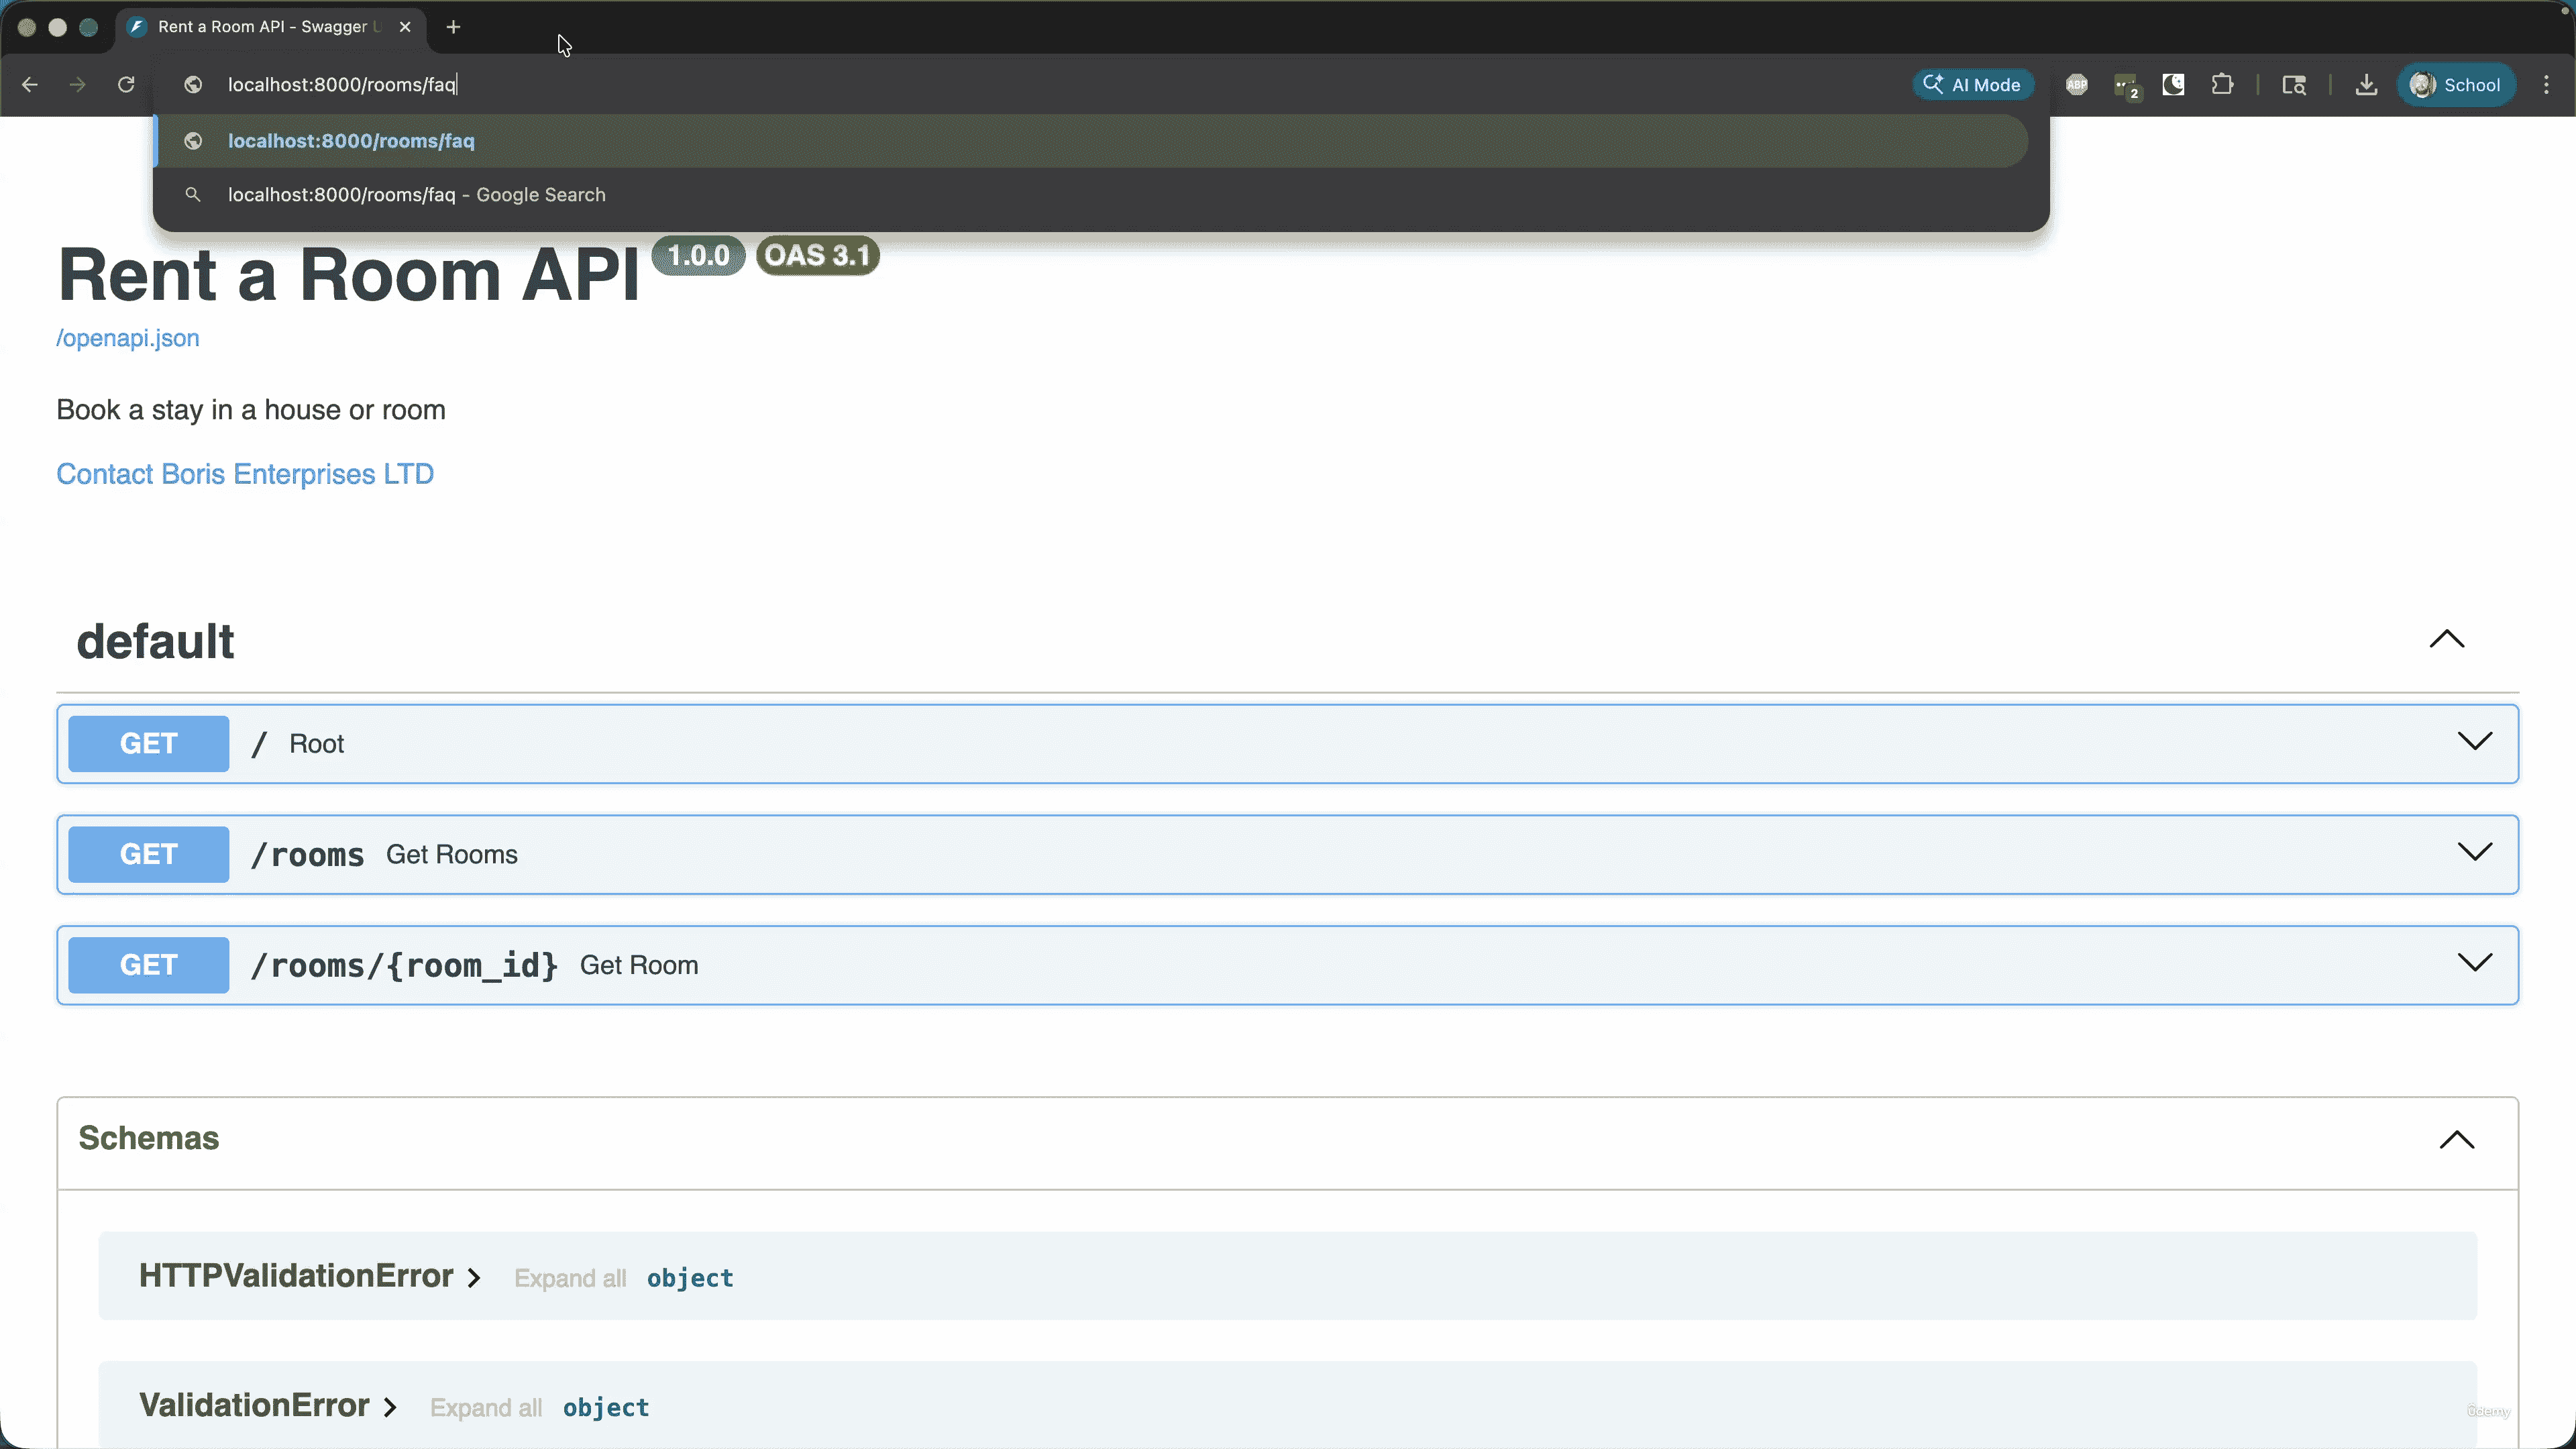 Rent a Room API - Swagger U
localhost:8000/rooms/faq
AI Mode
ABP
2
School
localhost:8000/rooms/faq
localhost:8000/rooms/faq - Google Search
Rent a Room API 1.0.0 OAS 3.1
/openapi.json
Book a stay in a house or room
Contact Boris Enterprises LTD
default
GET / Root
GET /rooms Get Rooms
GET /rooms/{room_id} Get Room
Schemas
HTTPValidationError Expand all object
ValidationError Expand all object
Udemy